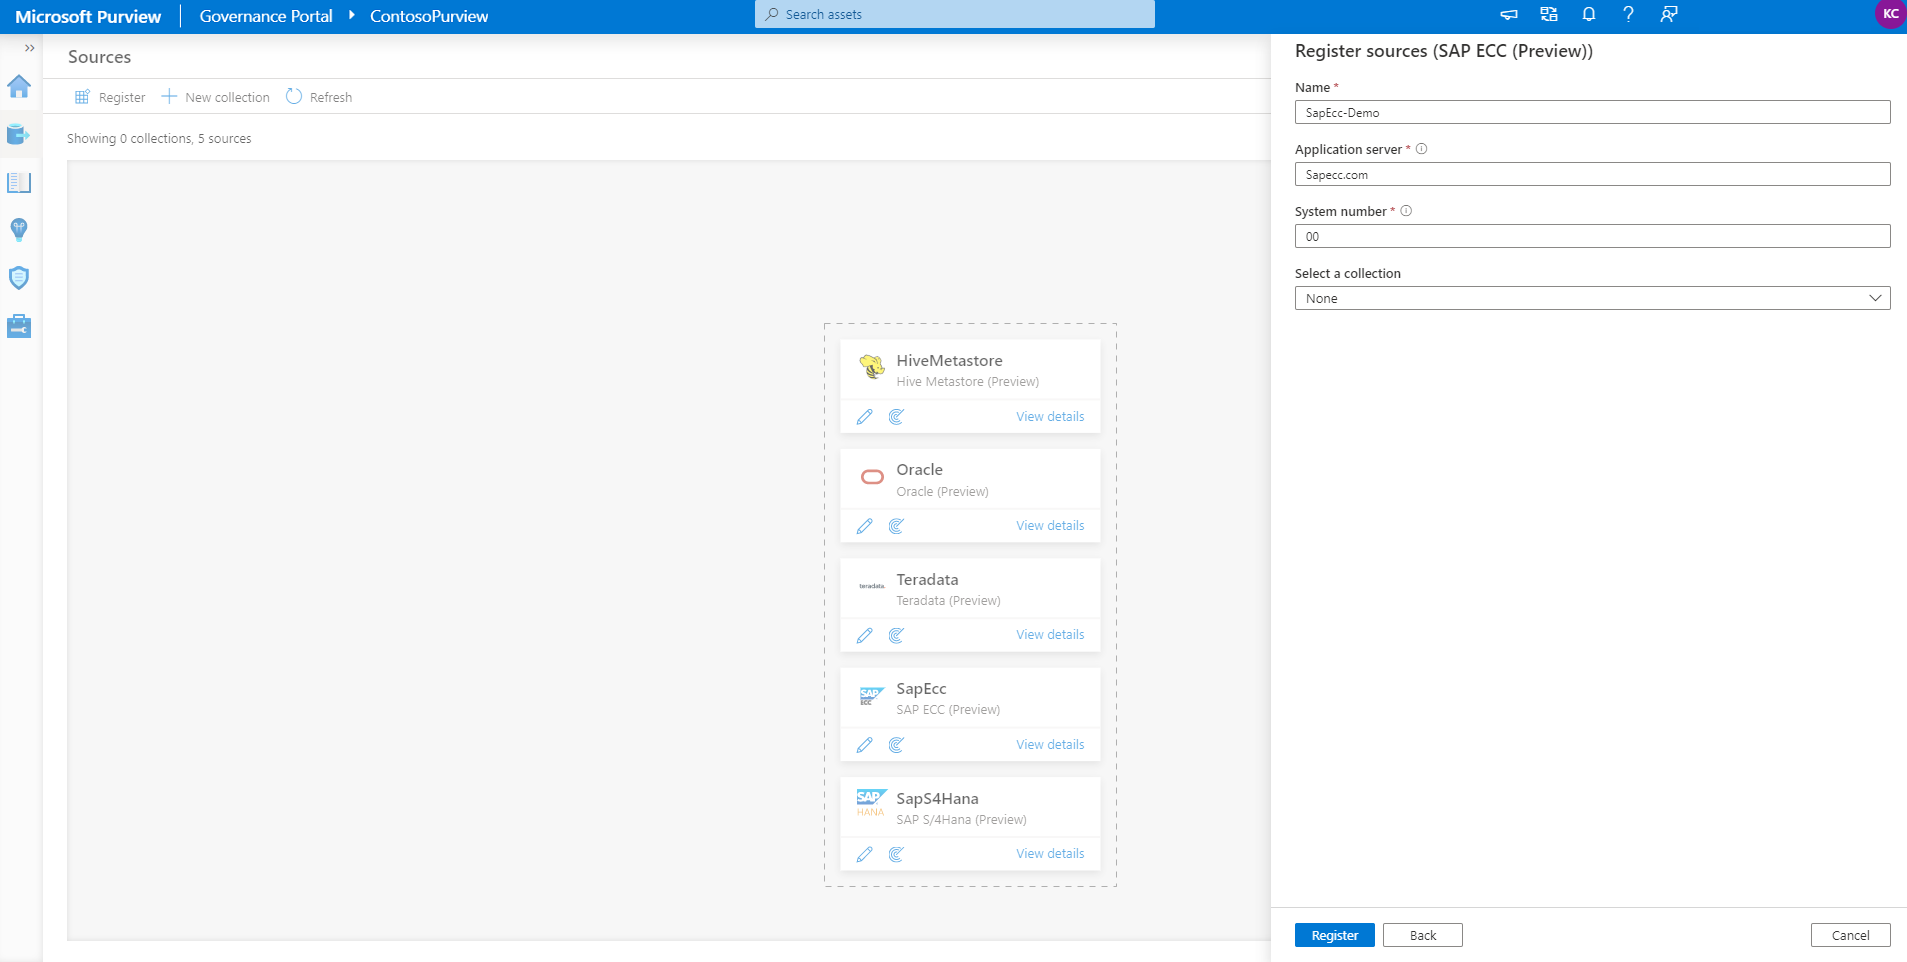 Microsoft Purview | Governance Portal ▸ ContosoPurview
Search assets
KC
Sources
Register
New collection
Refresh
Showing 0 collections, 5 sources
HiveMetastore
Hive Metastore (Preview)
View details
Oracle
Oracle (Preview)
View details
teradata.
Teradata
Teradata (Preview)
View details
SAP
ECC
SapEcc
SAP ECC (Preview)
View details
SAP
HANA
SapS4Hana
SAP S/4Hana (Preview)
View details
Register sources (SAP ECC (Preview))
Name *
SapEcc-Demo
Application server *
Sapecc.com
System number *
00
Select a collection
None
Register
Back
Cancel